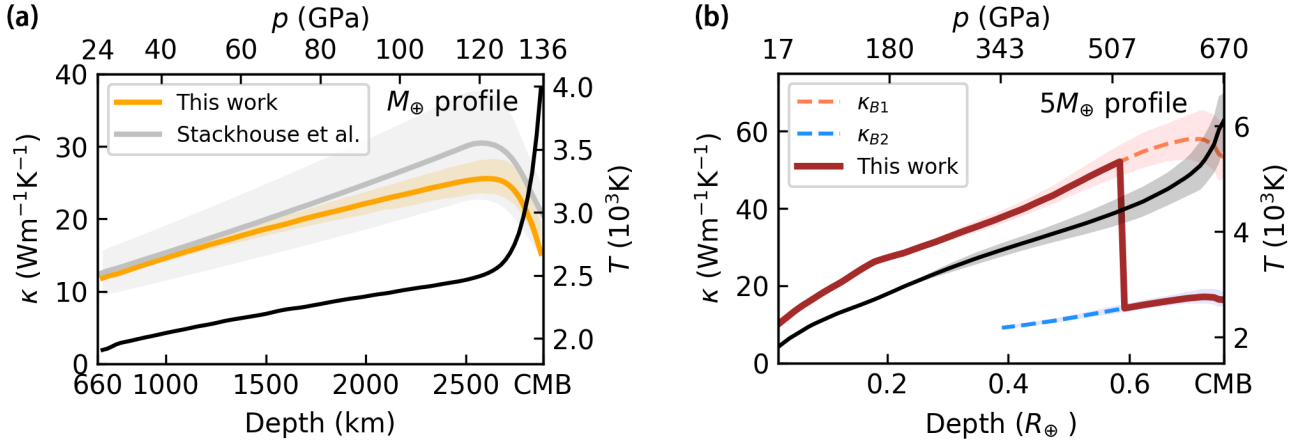 (a)
p (GPa)
24 40 60 80 100 120 136
κ (Wm⁻¹K⁻¹)
40
30
20
10
0
This work
Stackhouse et al.
M⊕ profile
4.0
3.5
3.0
2.5
2.0
T (10³K)
660 1000 1500 2000 2500 CMB
Depth (km)
(b)
p (GPa)
17 180 343 507 670
κ (Wm⁻¹K⁻¹)
60
40
20
0
κB1
κB2
This work
5M⊕ profile
6
4
2
T (10³K)
0.2 0.4 0.6 CMB
Depth (R⊕ )